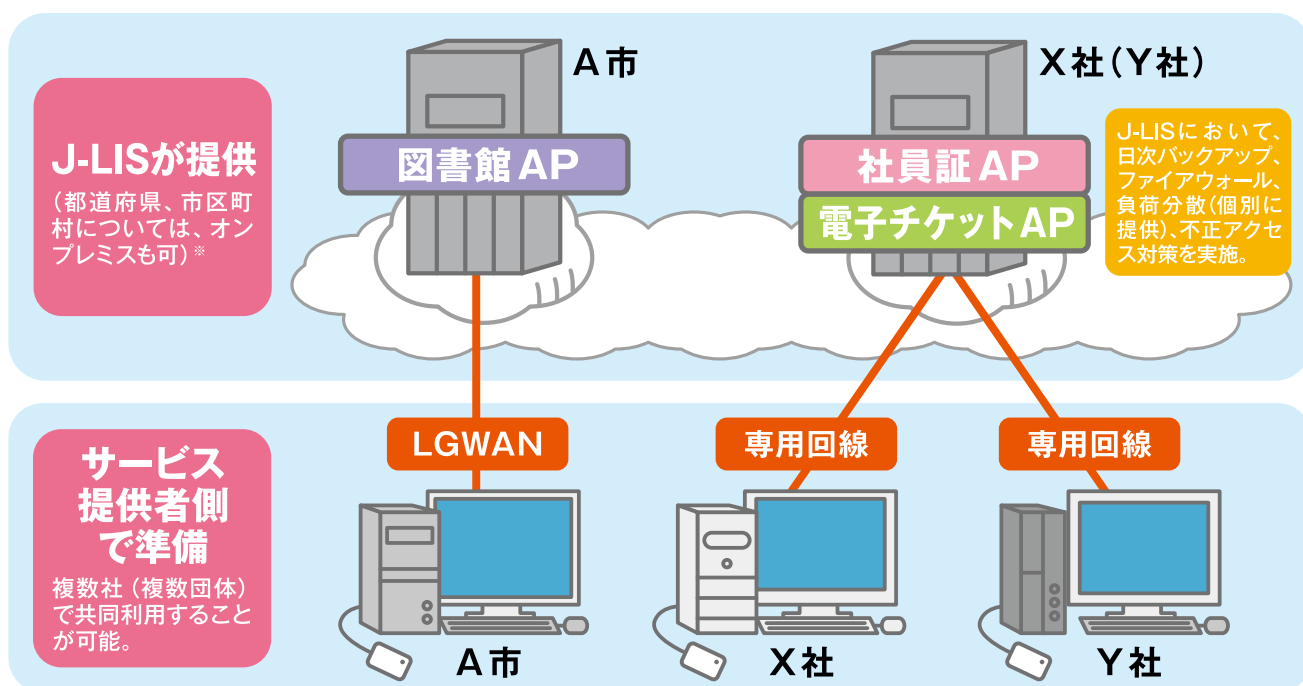 A市
X社(Y社)
J-LISが提供
(都道府県、市区町
村については、オン
プレミスも可)※
図書館AP
社員証AP
電子チケットAP
J-LISにおいて、
日次バックアップ、
ファイアウォール、
負荷分散(個別に
提供)、不正アクセ
ス対策を実施。
LGWAN
専用回線
専用回線
サービス
提供者側
で準備
複数社(複数団体)
で共同利用すること
が可能。
A市
X社
Y社